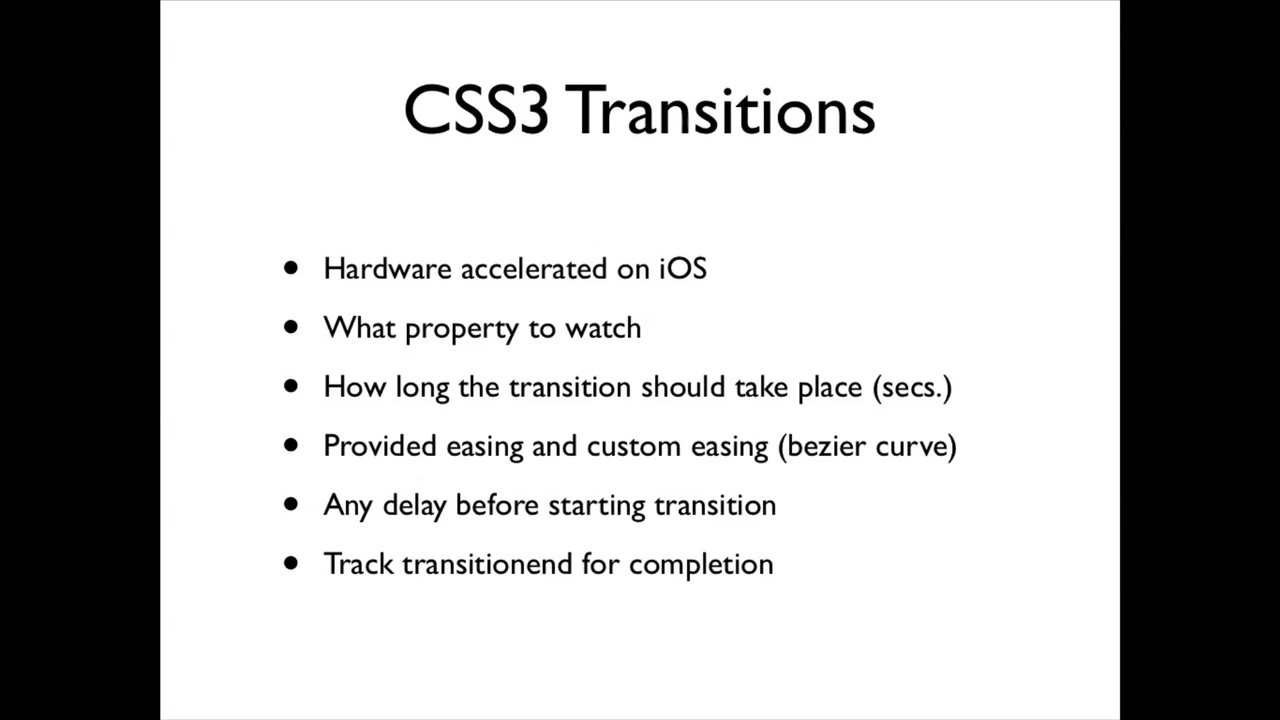 CSS3 Transitions
• Hardware accelerated on iOS
• What property to watch
• How long the transition should take place (secs.)
• Provided easing and custom easing (bezier curve)
• Any delay before starting transition
• Track transitionend for completion